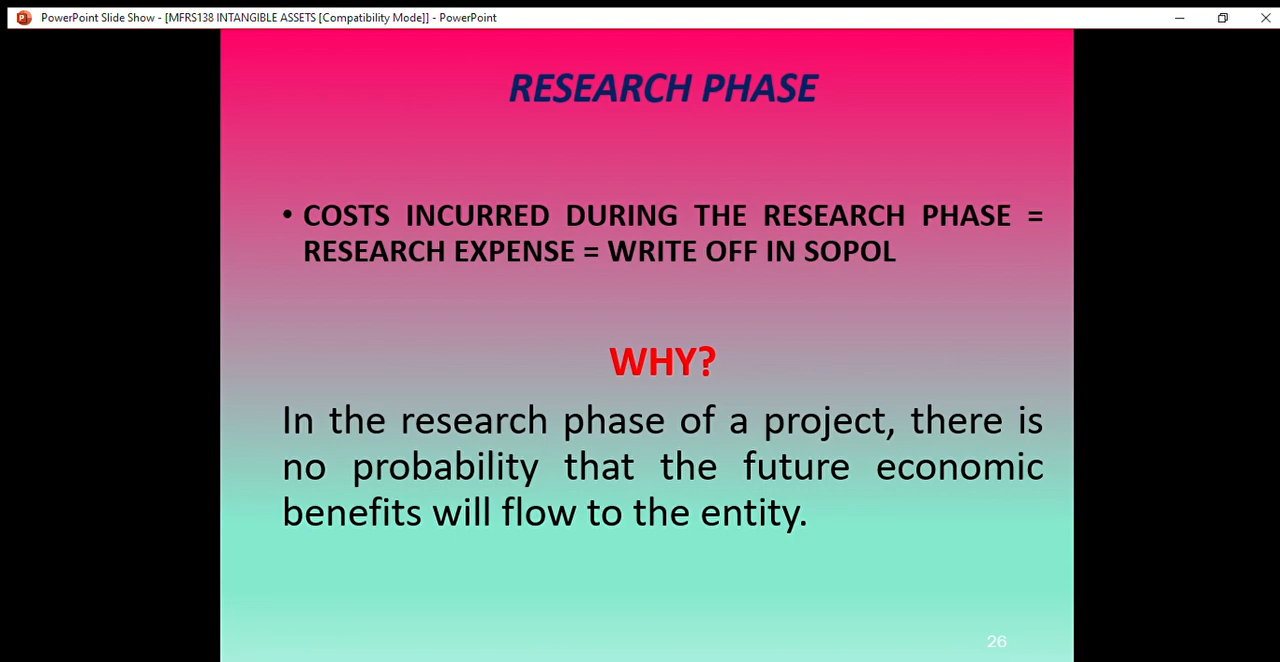 PowerPoint Slide Show - [MFRS138 INTANGIBLE ASSETS [Compatibility Mode]] - PowerPoint
RESEARCH PHASE
• COSTS INCURRED DURING THE RESEARCH PHASE =
RESEARCH EXPENSE = WRITE OFF IN SOPOL
WHY?
In the research phase of a project, there is
no probability that the future economic
benefits will flow to the entity.
26